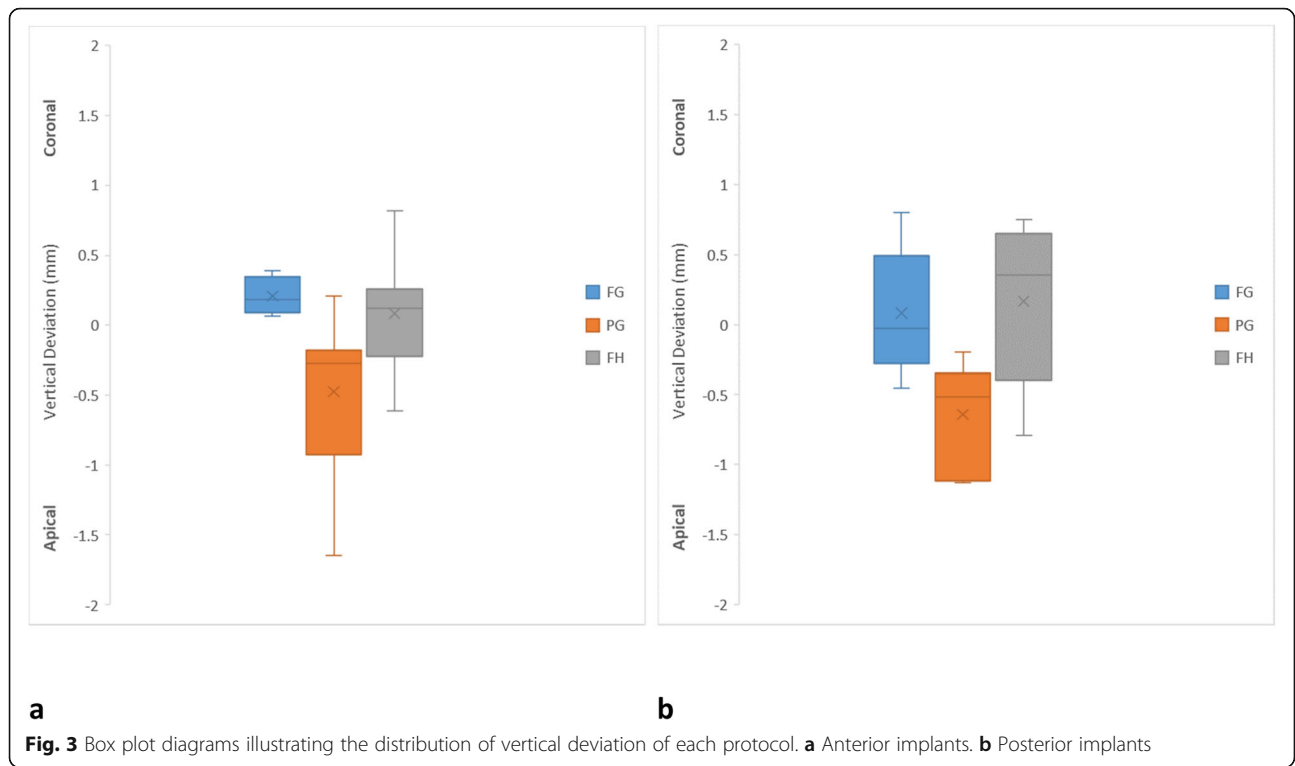 2
1.5
1
0.5
0
-0.5
-1
-1.5
-2
Coronal
Vertical Deviation (mm)
Apical
FG
PG
FH
a
2
1.5
1
0.5
0
-0.5
-1
-1.5
-2
Coronal
Vertical Deviation (mm)
Apical
FG
PG
FH
b
Fig. 3 Box plot diagrams illustrating the distribution of vertical deviation of each protocol. a Anterior implants. b Posterior implants